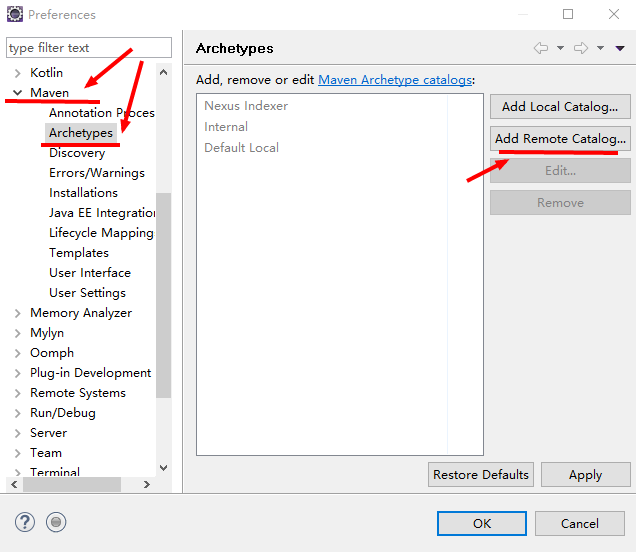 Preferences
type filter text
Kotlin
Maven
Annotation Proces
Archetypes
Discovery
Errors/Warnings
Installations
Java EE Integration
Lifecycle Mapping
Templates
User Interface
User Settings
Memory Analyzer
Mylyn
Oomph
Plug-in Development
Remote Systems
Run/Debug
Server
Team
Terminal
Archetypes
Add, remove or edit Maven Archetype catalogs:
Nexus Indexer
Internal
Default Local
Add Local Catalog...
Add Remote Catalog...
Edit...
Remove
Restore Defaults
Apply
?
OK
Cancel